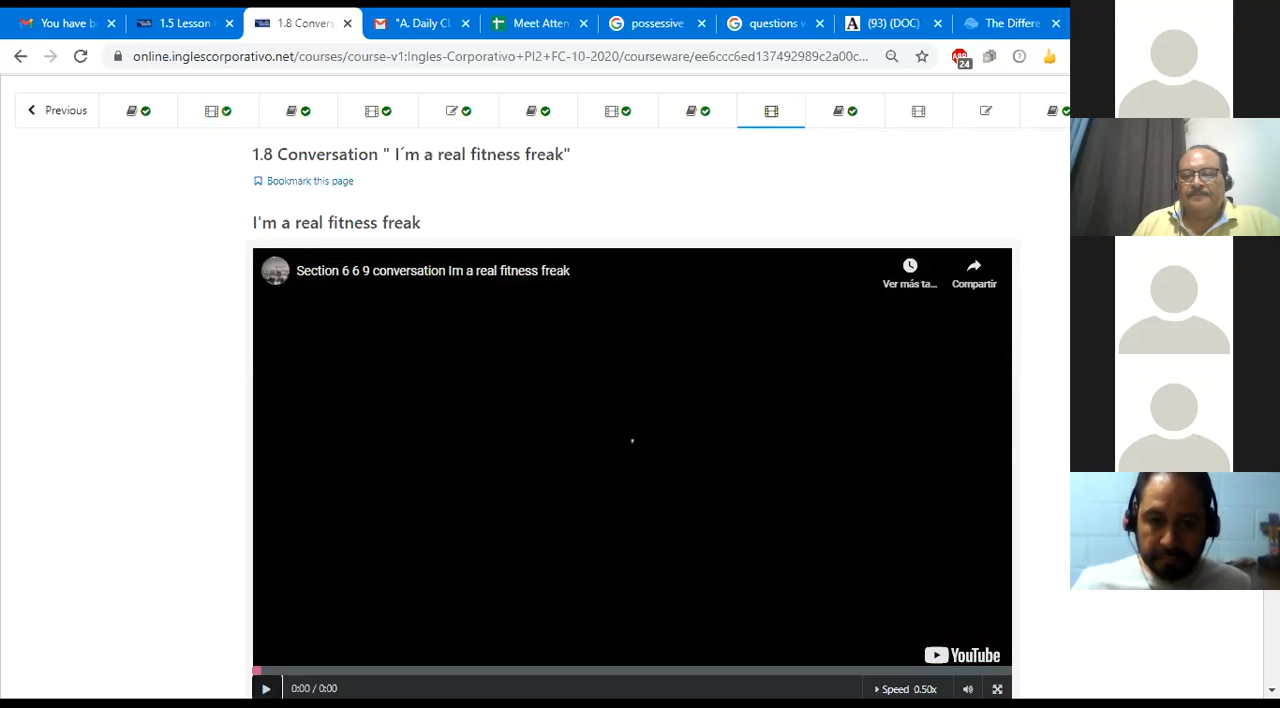 You have b
1.5 Lesson
1.8 Convers
"A. Daily Cl
Meet Atten
possessive
questions w
(93) (DOC)
The Differe
online.inglescorporativo.net/courses/course-v1:Ingles-Corporativo+PI2+FC-10-2020/courseware/ee6ccc6ed137492989c2a00c...
24
Previous
1.8 Conversation " I´m a real fitness freak"
Bookmark this page
I'm a real fitness freak
Section 6 6 9 conversation Im a real fitness freak
Ver más ta...
Compartir
YouTube
0:00 / 0:00
Speed 0.50x